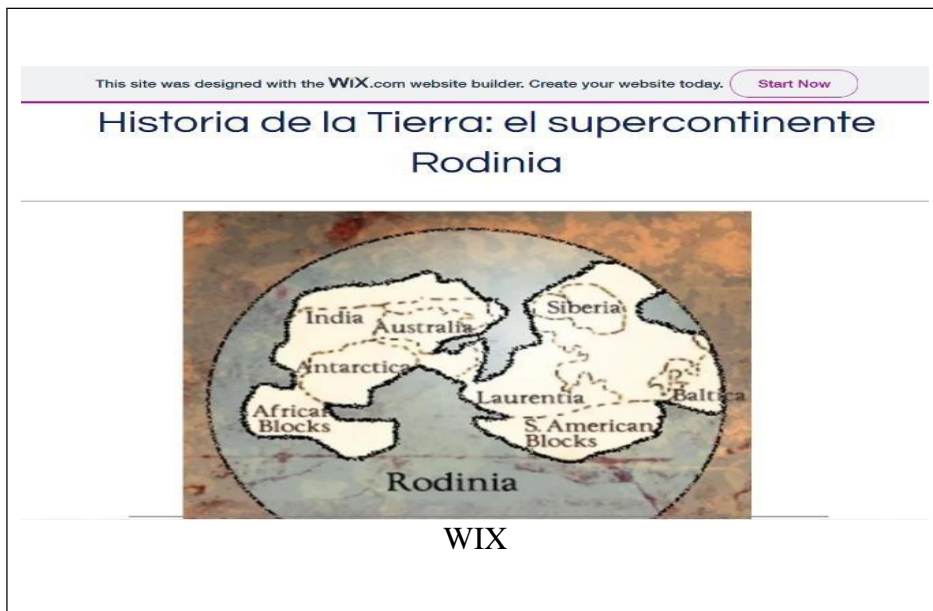 This site was designed with the WiX.com website builder. Create your website today. Start Now
Historia de la Tierra: el supercontinente
Rodinia
India
Australia
Siberia
Antarctica
Laurentia
Baltica
African
Blocks
S. American
Blocks
Rodinia
WIX